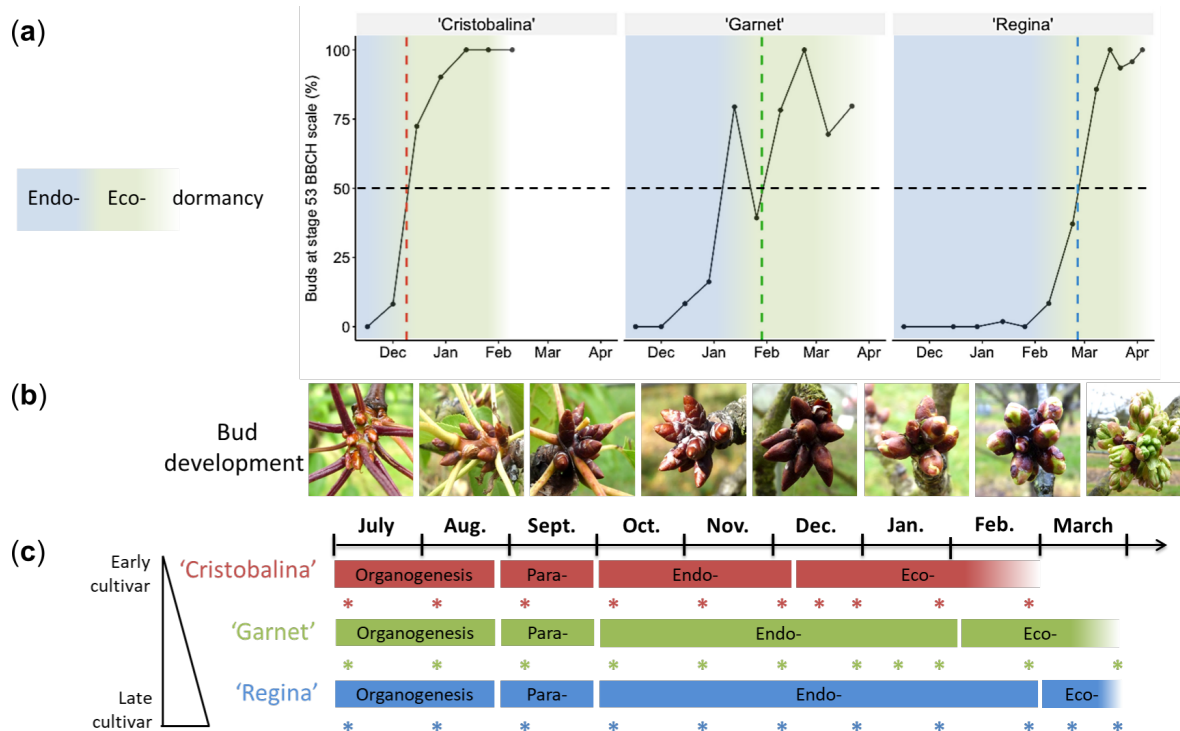 (a)
'Cristobalina' 'Garnet' 'Regina'
Buds at stage 53 BBCH scale (%)
100
75
50
25
0
Endo- Eco- dormancy
Dec Jan Feb Mar Apr Dec Jan Feb Mar Apr Dec Jan Feb Mar Apr
(b)
Bud
development
(c)
July Aug. Sept. Oct. Nov. Dec. Jan. Feb. March
Early
cultivar
'Cristobalina' Organogenesis Para- Endo- Eco-
* * * * * * * * * *
'Garnet' Organogenesis Para- Endo- Eco-
* * * * * * * * * * *
Late
cultivar
'Regina' Organogenesis Para- Endo- Eco-
* * * * * * * * * * *